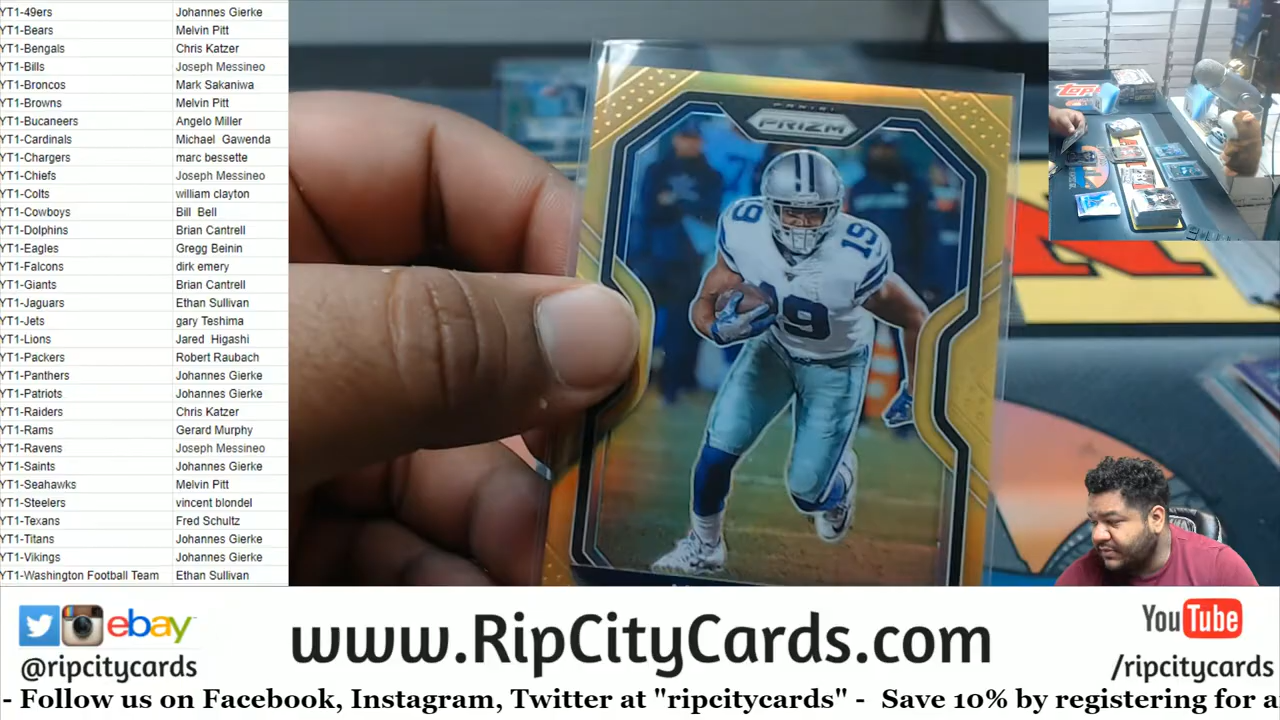 YT1-49ers Johannes Gierke
YT1-Bears Melvin Pitt
YT1-Bengals Chris Katzer
YT1-Bills Joseph Messineo
YT1-Broncos Mark Sakaniwa
YT1-Browns Melvin Pitt
YT1-Bucaneers Angelo Miller
YT1-Cardinals Michael Gawenda
YT1-Chargers marc bessette
YT1-Chiefs Joseph Messineo
YT1-Colts william clayton
YT1-Cowboys Bill Bell
YT1-Dolphins Brian Cantrell
YT1-Eagles Gregg Beinin
YT1-Falcons dirk emery
YT1-Giants Brian Cantrell
YT1-Jaguars Ethan Sullivan
YT1-Jets gary Teshima
YT1-Lions Jared Higashi
YT1-Packers Robert Raubach
YT1-Panthers Johannes Gierke
YT1-Patriots Johannes Gierke
YT1-Raiders Chris Katzer
YT1-Rams Gerard Murphy
YT1-Ravens Joseph Messineo
YT1-Saints Johannes Gierke
YT1-Seahawks Melvin Pitt
YT1-Steelers vincent blondel
YT1-Texans Fred Schultz
YT1-Titans Johannes Gierke
YT1-Vikings Johannes Gierke
YT1-Washington Football Team Ethan Sullivan
PANINI
PRIZM
19
19
19
Topps
ebay
@ripcitycards
www.RipCityCards.com
YouTube
/ripcitycards
- Follow us on Facebook, Instagram, Twitter at "ripcitycards" - Save 10% by registering for a